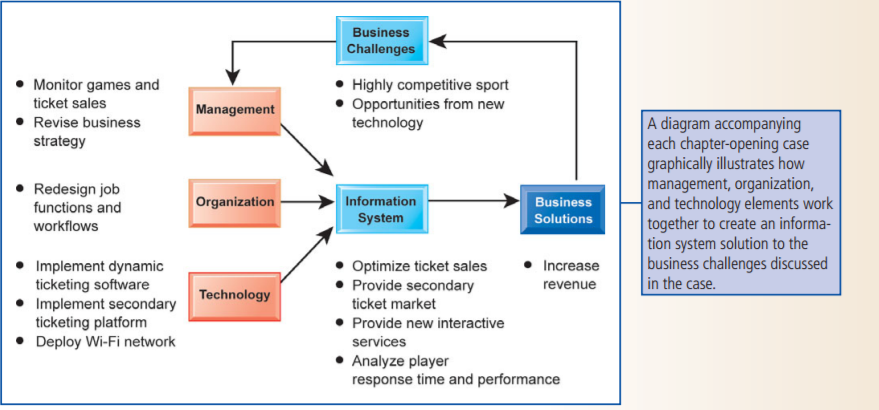 Business
Challenges
● Highly competitive sport
● Opportunities from new
technology
● Monitor games and
ticket sales
● Revise business
strategy
Management
● Redesign job
functions and
workflows
Organization
Information
System
Business
Solutions
● Implement dynamic
ticketing software
● Implement secondary
ticketing platform
● Deploy Wi-Fi network
Technology
● Optimize ticket sales
● Provide secondary
ticket market
● Provide new interactive
services
● Analyze player
response time and performance
● Increase
revenue
A diagram accompanying
each chapter-opening case
graphically illustrates how
management, organization,
and technology elements work
together to create an informa-
tion system solution to the
business challenges discussed
in the case.